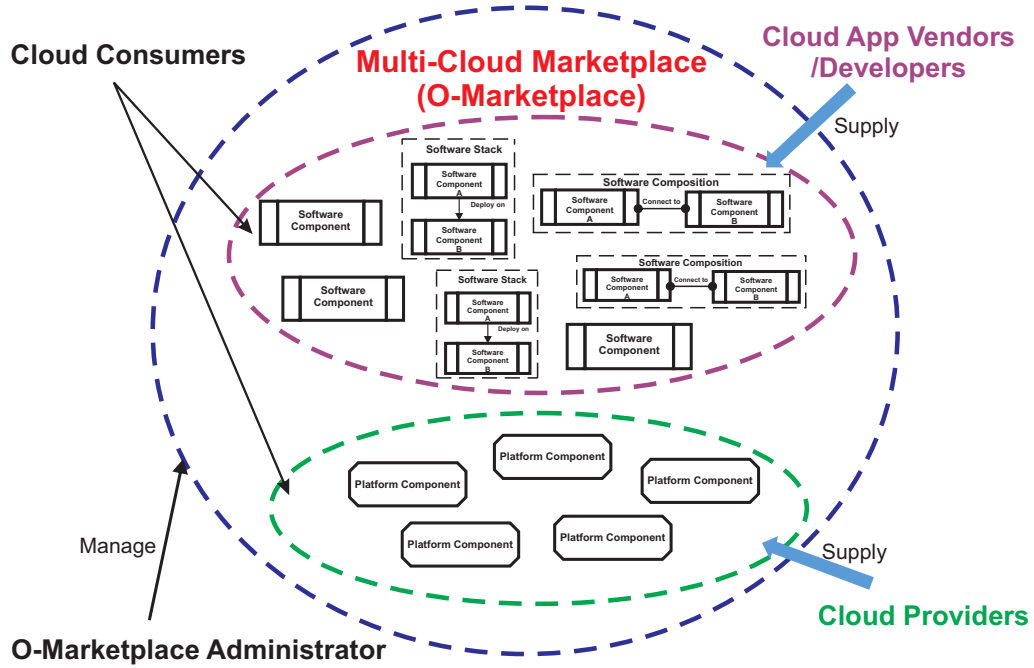 Cloud Consumers
Multi-Cloud Marketplace
(O-Marketplace)
Cloud App Vendors
/Developers
Supply
Software Stack
Software
Component
A
Deploy on
Software
Component
B
Software Composition
Software
Component
A
Connect to
Software
Component
B
Software
Component
Software Composition
Software
Component
A
Connect to
Software
Component
B
Software
Component
Software Stack
Software
Component
A
Deploy on
Software
Component
B
Software
Component
Platform Component
Platform Component
Platform Component
Platform Component
Platform Component
Manage
Supply
Cloud Providers
O-Marketplace Administrator